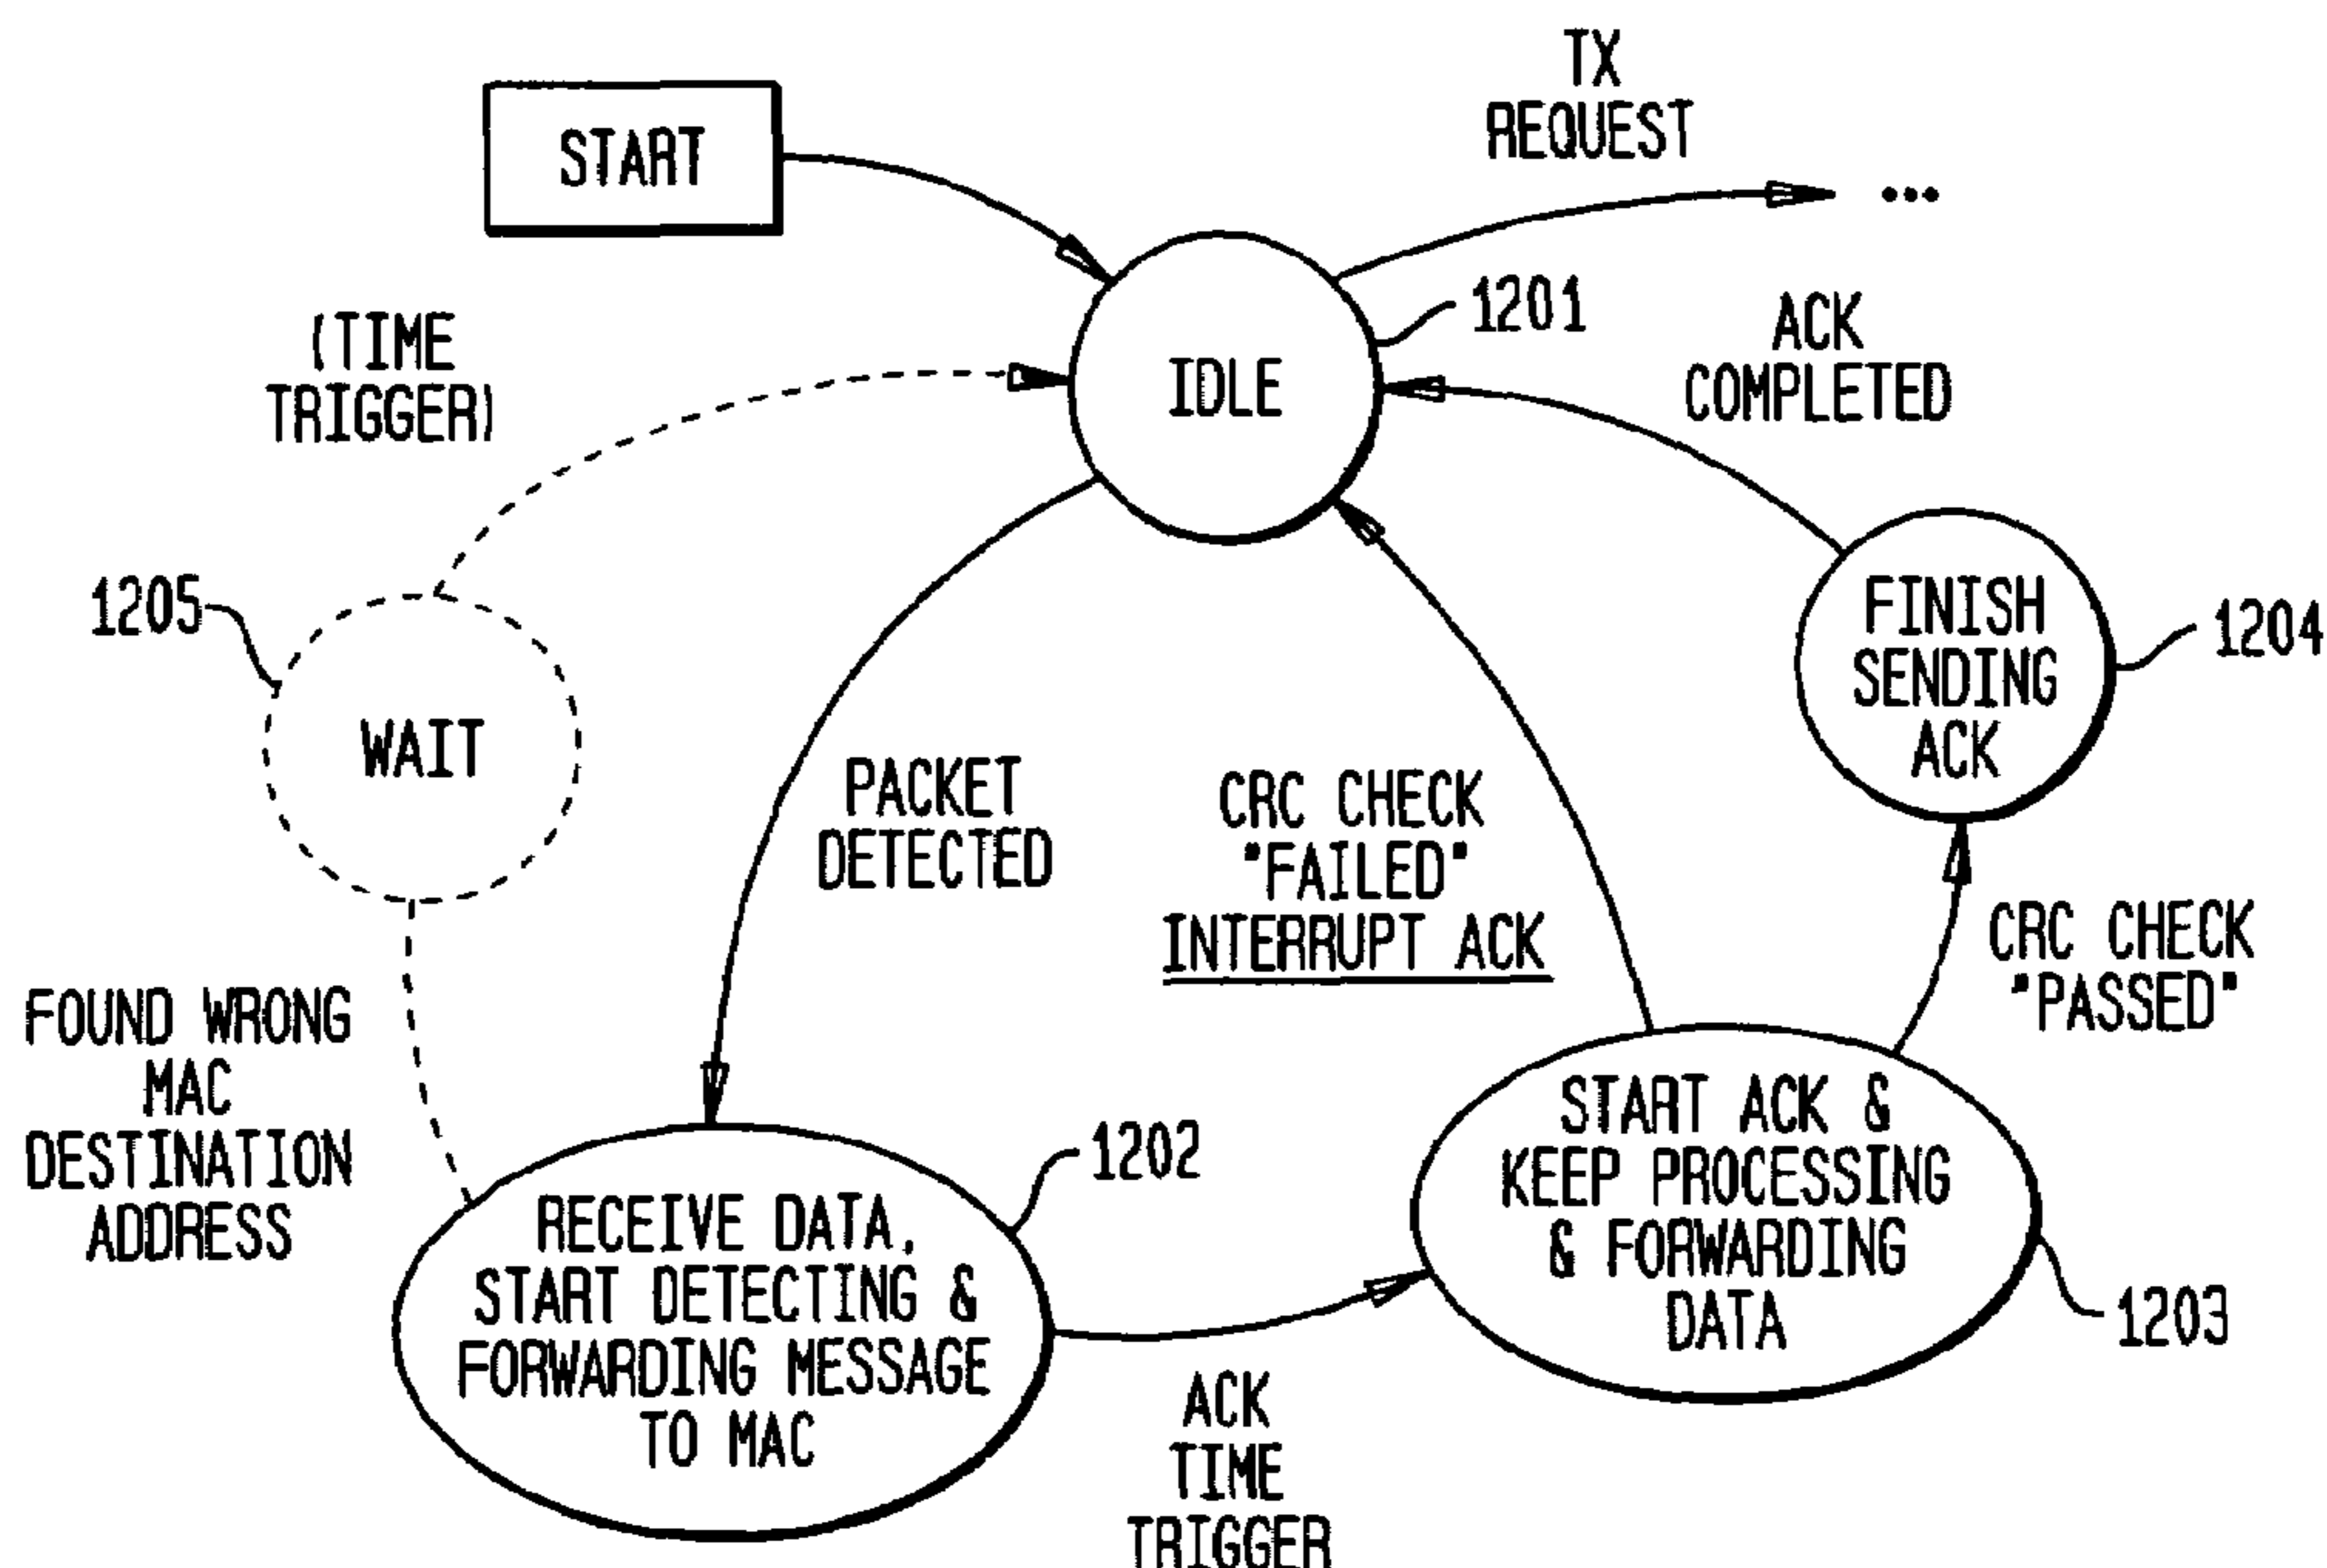 START
TX
REQUEST
...
1201
IDLE
(TIME
TRIGGER)
ACK
COMPLETED
1205
WAIT
FINISH
SENDING
ACK
1204
PACKET
DETECTED
CRC CHECK
"FAILED"
INTERRUPT ACK
CRC CHECK
"PASSED"
FOUND WRONG
MAC
DESTINATION
ADDRESS
1202
RECEIVE DATA,
START DETECTING &
FORWARDING MESSAGE
TO MAC
START ACK &
KEEP PROCESSING
& FORWARDING
DATA
1203
ACK
TIME
TRIGGER